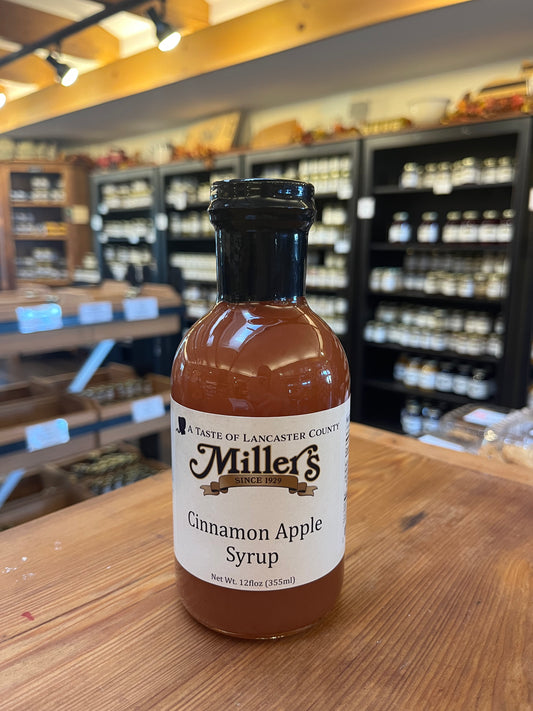 A Taste of Lancaster County
Miller's
SINCE 1929
Cinnamon Apple
Syrup
Net Wt. 12floz (355ml)